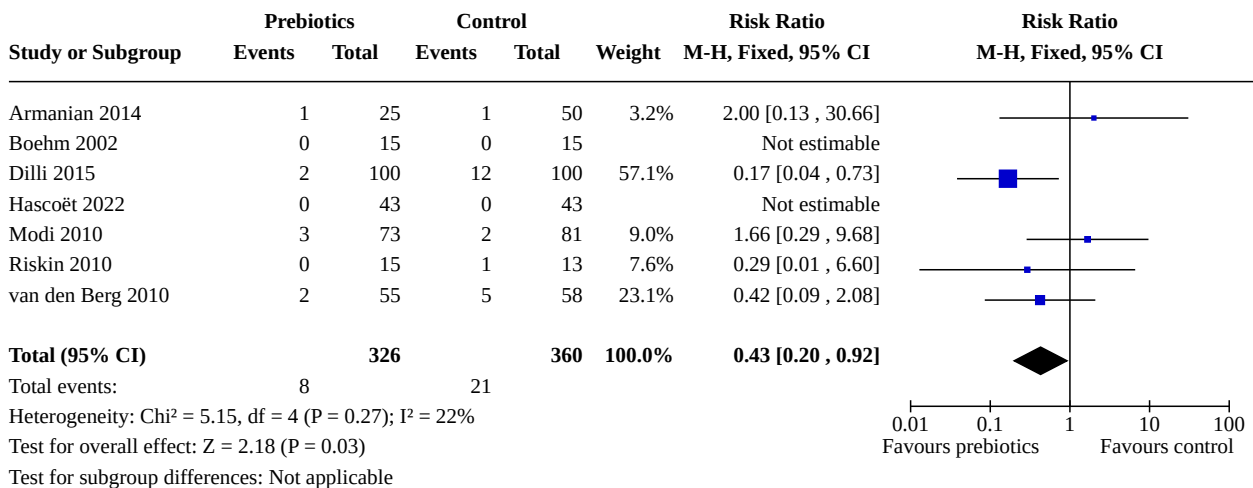 Prebiotics Control Risk Ratio Risk Ratio
Study or Subgroup Events Total Events Total Weight M-H, Fixed, 95% CI M-H, Fixed, 95% CI
Armanian 2014 1 25 1 50 3.2% 2.00 [0.13 , 30.66]
Boehm 2002 0 15 0 15 Not estimable
Dilli 2015 2 100 12 100 57.1% 0.17 [0.04 , 0.73]
Hascoët 2022 0 43 0 43 Not estimable
Modi 2010 3 73 2 81 9.0% 1.66 [0.29 , 9.68]
Riskin 2010 0 15 1 13 7.6% 0.29 [0.01 , 6.60]
van den Berg 2010 2 55 5 58 23.1% 0.42 [0.09 , 2.08]
Total (95% CI) 326 360 100.0% 0.43 [0.20 , 0.92]
Total events: 8 21
Heterogeneity: Chi² = 5.15, df = 4 (P = 0.27); I² = 22%
Test for overall effect: Z = 2.18 (P = 0.03)
Test for subgroup differences: Not applicable
0.01 0.1 1 10 100
Favours prebiotics Favours control